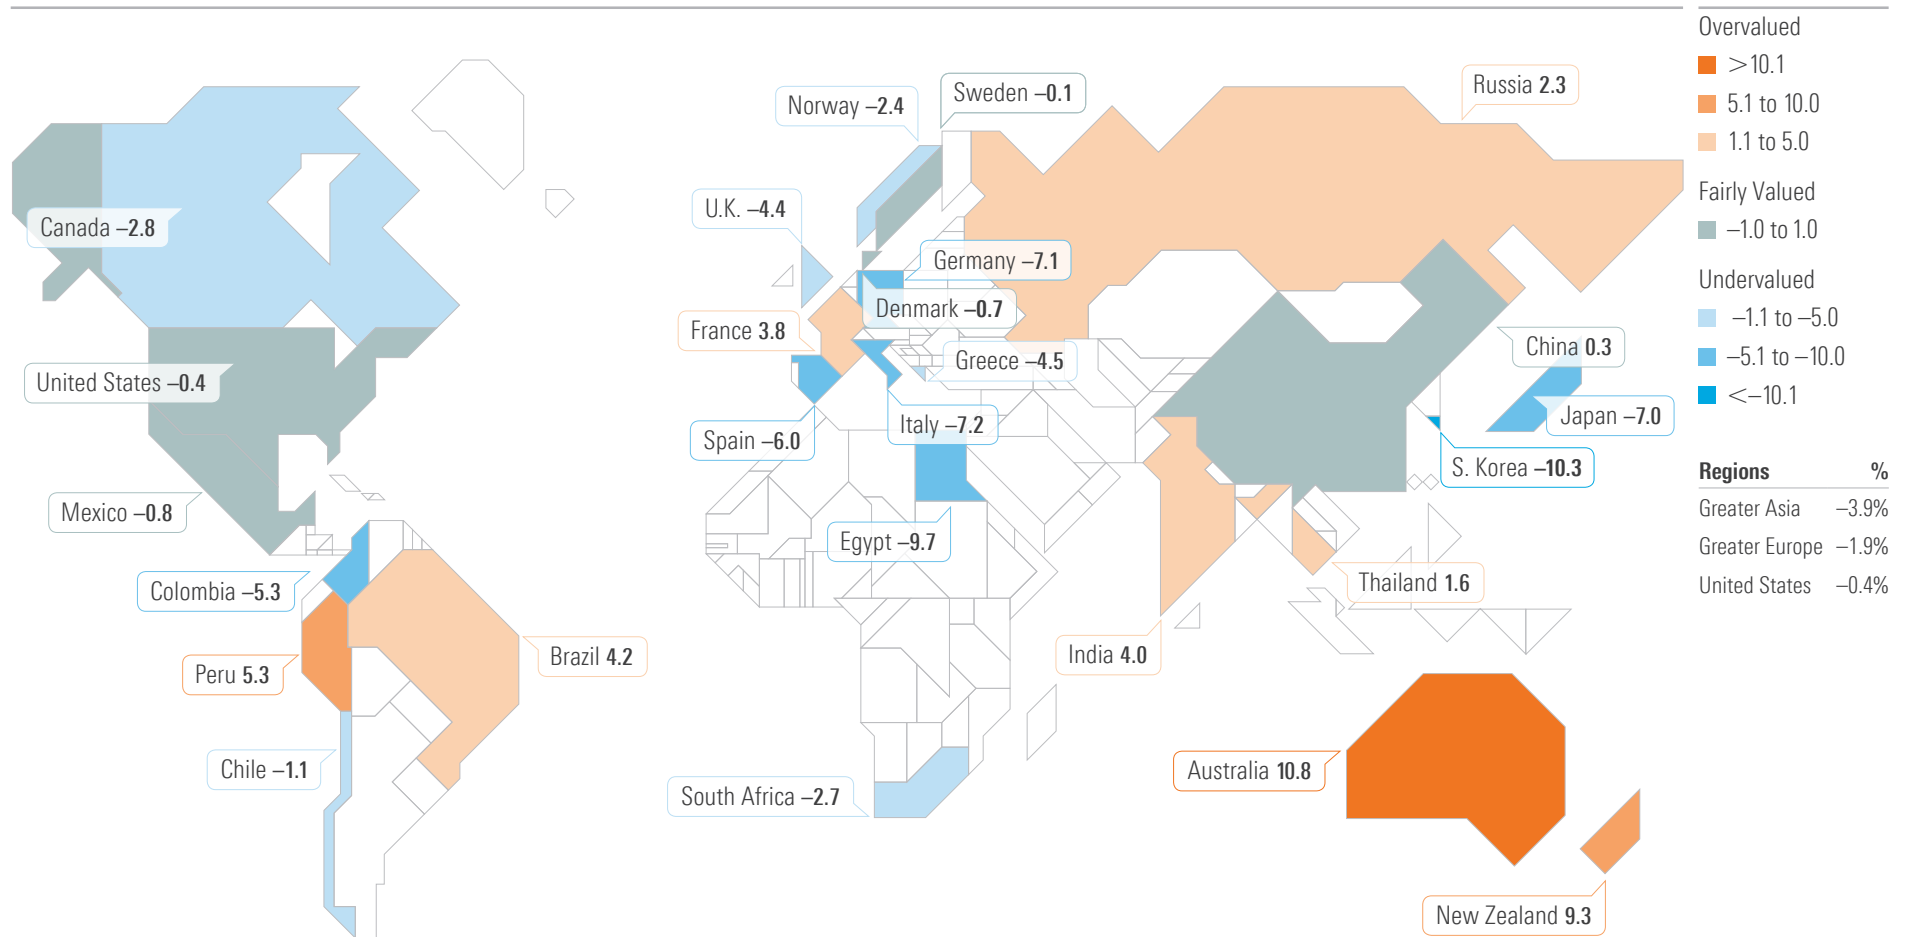 Overvalued
>10.1
5.1 to 10.0
1.1 to 5.0
Fairly Valued
–1.0 to 1.0
Undervalued
–1.1 to –5.0
–5.1 to –10.0
<–10.1
Regions %
Greater Asia –3.9%
Greater Europe –1.9%
United States –0.4%
Russia 2.3
Sweden –0.1
Norway –2.4
U.K. –4.4
Canada –2.8
Germany –7.1
Denmark –0.7
France 3.8
China 0.3
Greece –4.5
United States –0.4
Japan –7.0
Italy –7.2
Spain –6.0
S. Korea –10.3
Mexico –0.8
Egypt –9.7
Thailand 1.6
Colombia –5.3
India 4.0
Brazil 4.2
Peru 5.3
Chile –1.1
Australia 10.8
South Africa –2.7
New Zealand 9.3